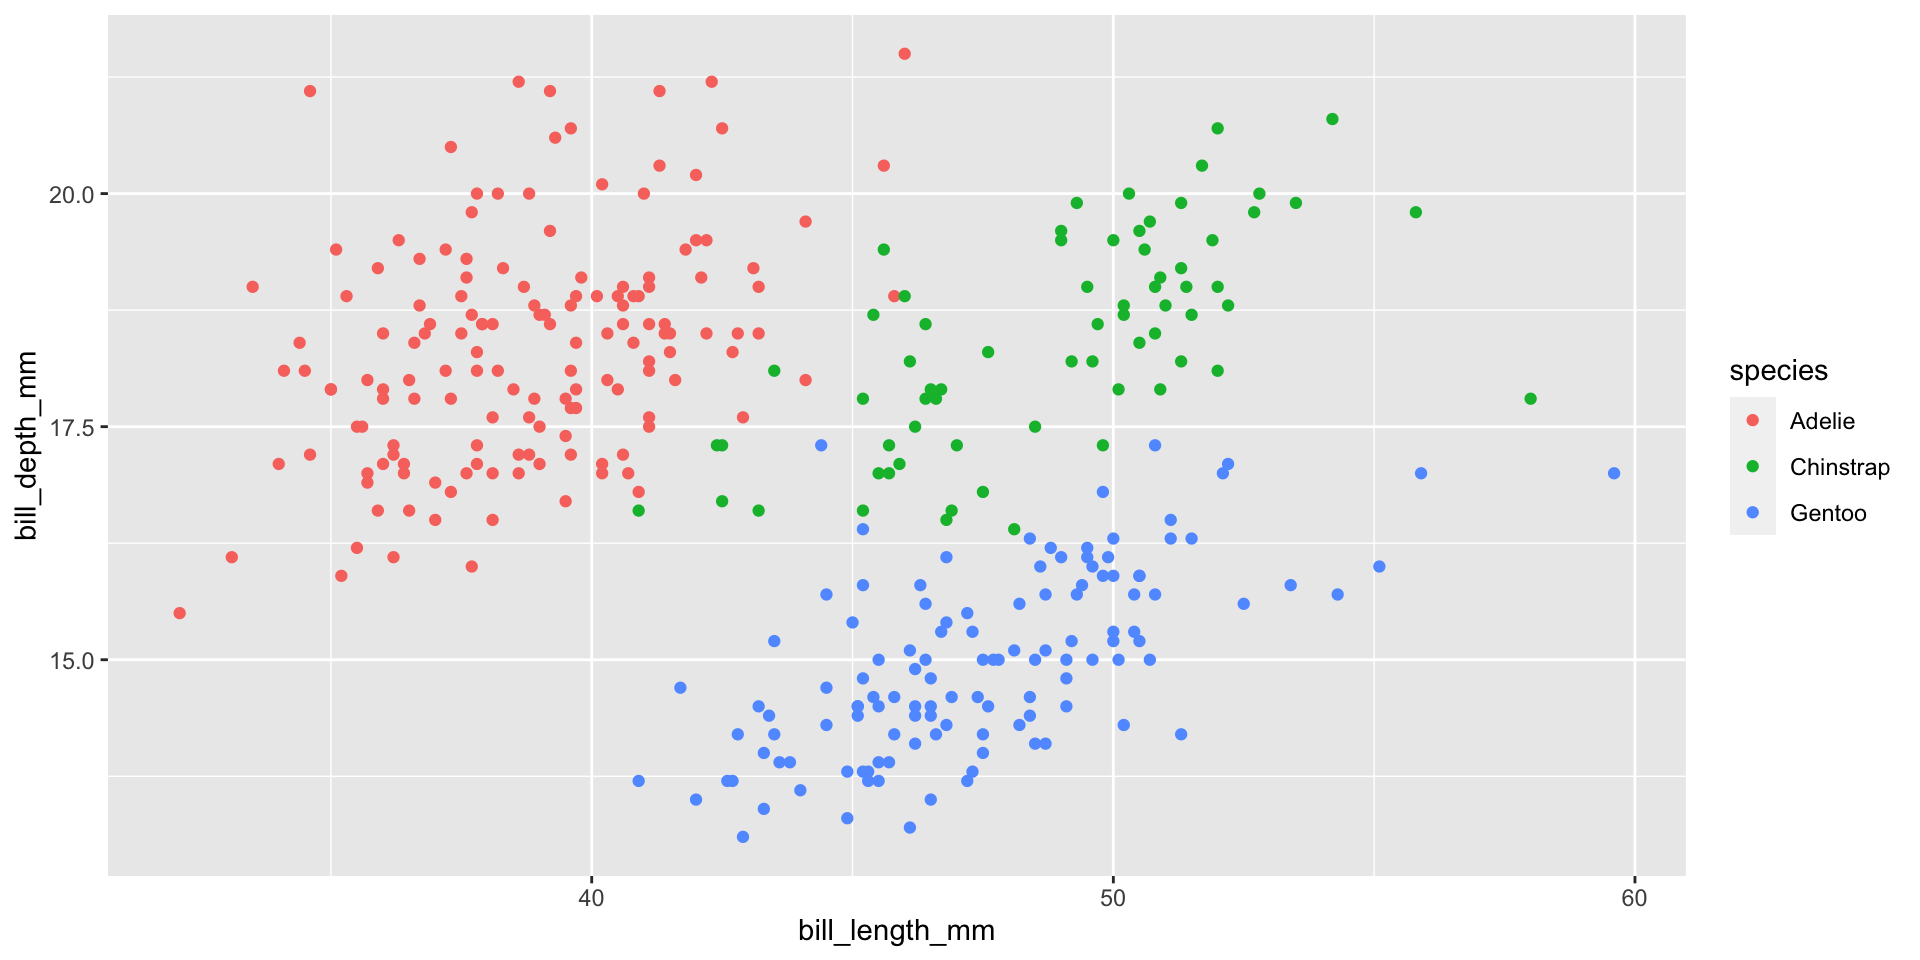 20.0
17.5
15.0
bill_depth_mm
40
50
60
bill_length_mm
species
Adelie
Chinstrap
Gentoo